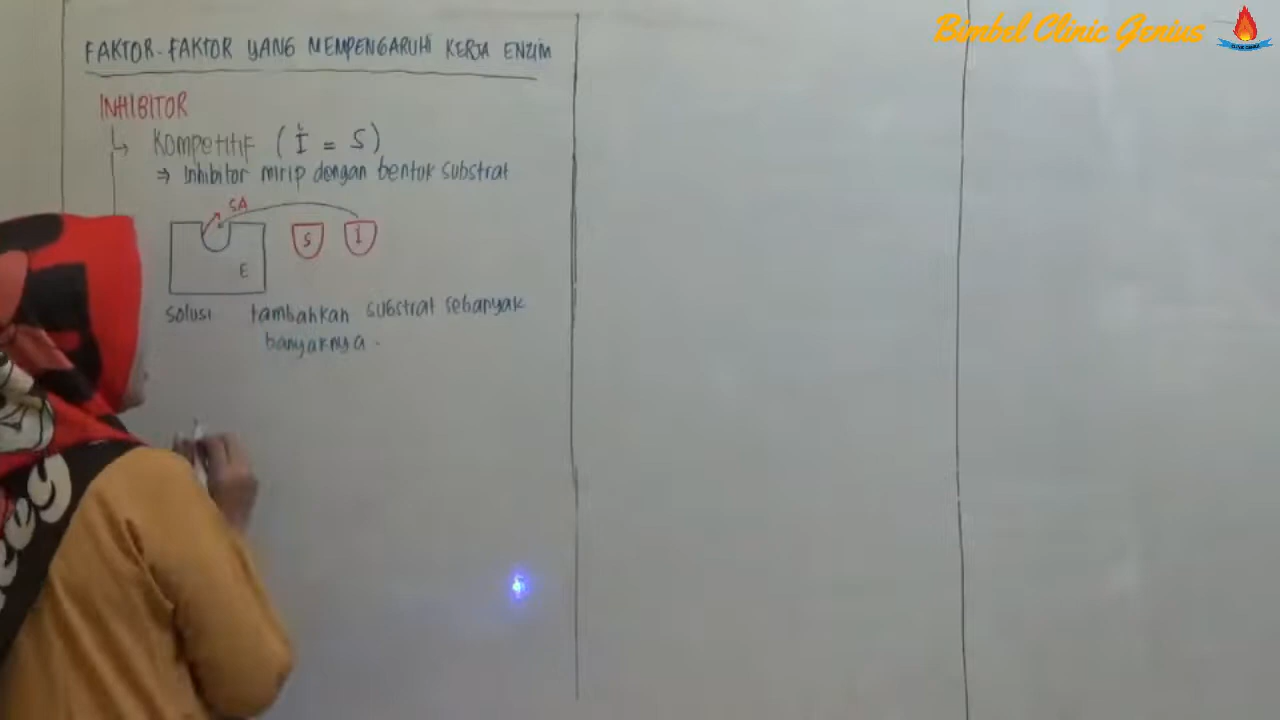 Bimbel Clinic Genius
FAKTOR-FAKTOR YANG MEMPENGARUHI KERJA ENZIM
INHIBITOR
↳ Kompetitif ( I = S )
⇒ Inhibitor mirip dengan bentuk substrat
SA
S
I
E
solusi tambahkan substrat sebanyak
banyaknya.